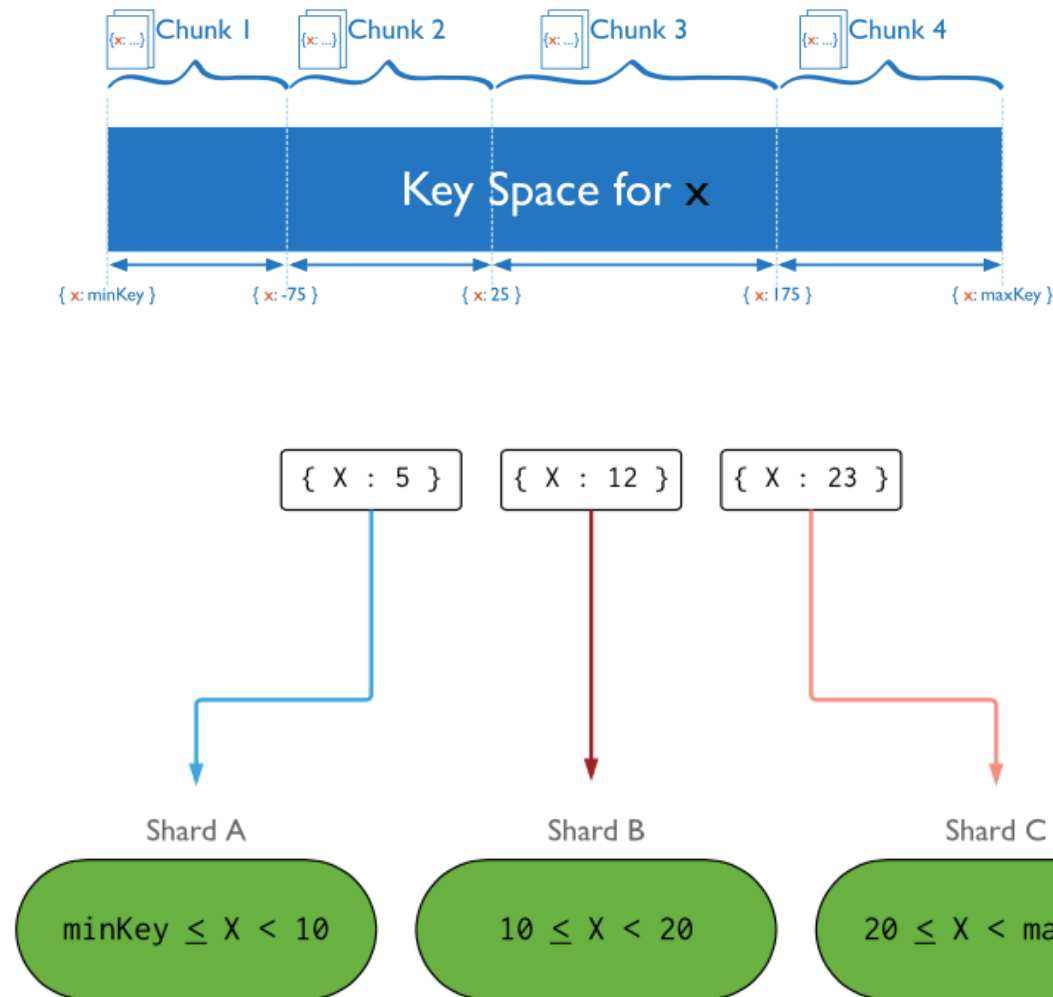 {x: ...} Chunk 1 {x: ...} Chunk 2 {x: ...} Chunk 3 {x: ...} Chunk 4
Key Space for x
{ x: minKey } { x: -75 } { x: 25 } { x: 175 } { x: maxKey }
{ X : 5 } { X : 12 } { X : 23 }
Shard A Shard B Shard C
minKey ≤ X < 10 10 ≤ X < 20 20 ≤ X < ma